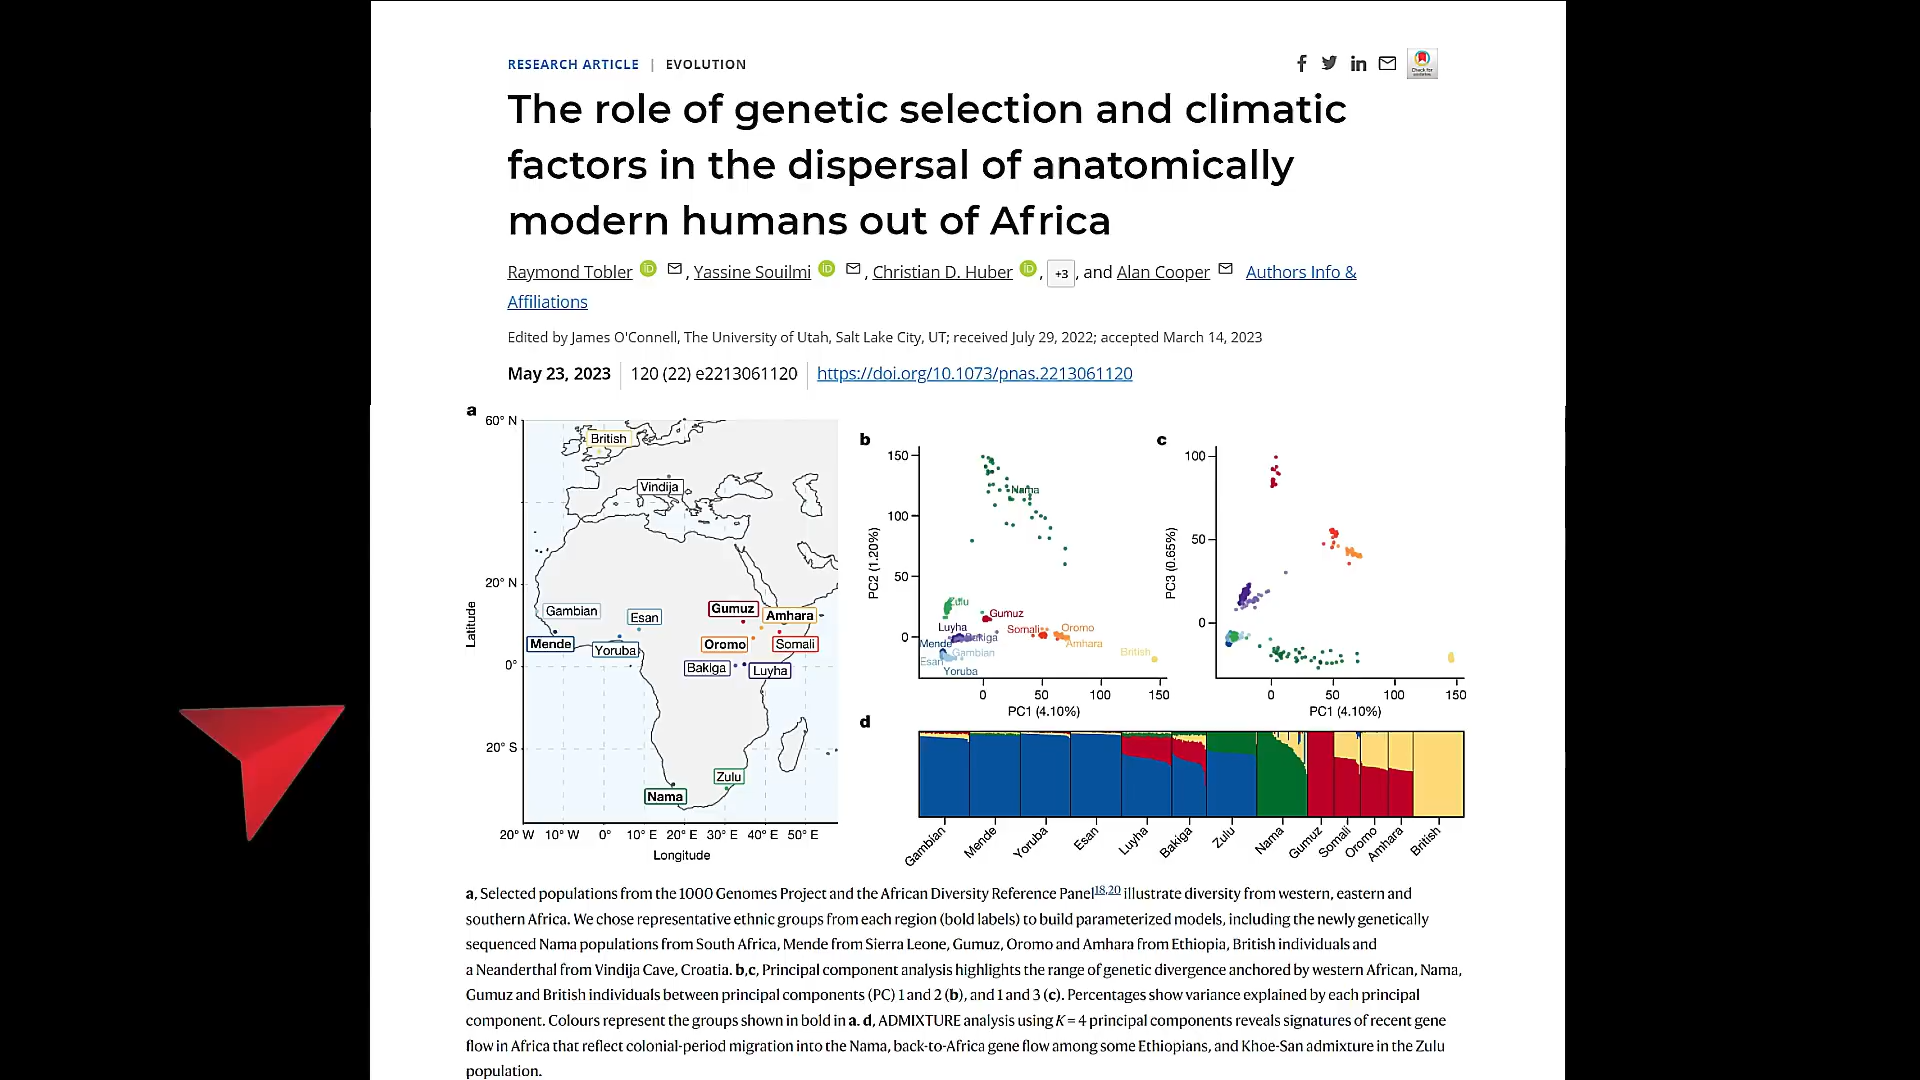 RESEARCH ARTICLE | EVOLUTION
Check for updates
The role of genetic selection and climatic
factors in the dispersal of anatomically
modern humans out of Africa
Raymond Tobler iD , Yassine Souilmi iD , Christian D. Huber iD , +3 , and Alan Cooper Authors Info &
Affiliations
Edited by James O'Connell, The University of Utah, Salt Lake City, UT; received July 29, 2022; accepted March 14, 2023
May 23, 2023 | 120 (22) e2213061120 | https://doi.org/10.1073/pnas.2213061120
a
60° N
20° N
0°
20° S
Latitude
British
Vindija
Gambian
Esan
Gumuz
Amhara
Mende
Yoruba
Oromo
Somali
Bakiga
Luyha
Zulu
Nama
20° W 10° W 0° 10° E 20° E 30° E 40° E 50° E
Longitude
b
150
100
50
0
PC2 (1.20%)
Nama
Zulu
Gumuz
Luyha
Somali
Oromo
Mende
Bakiga
Amhara
Gambian
British
Esan
Yoruba
0 50 100 150
PC1 (4.10%)
c
100
50
0
PC3 (0.65%)
0 50 100 150
PC1 (4.10%)
d
Gambian Mende Yoruba Esan Luyha Bakiga Zulu Nama Gumuz Somali Oromo Amhara British
a, Selected populations from the 1000 Genomes Project and the African Diversity Reference Panel18,20 illustrate diversity from western, eastern and
southern Africa. We chose representative ethnic groups from each region (bold labels) to build parameterized models, including the newly genetically
sequenced Nama populations from South Africa, Mende from Sierra Leone, Gumuz, Oromo and Amhara from Ethiopia, British individuals and
a Neanderthal from Vindija Cave, Croatia. b,c, Principal component analysis highlights the range of genetic divergence anchored by western African, Nama,
Gumuz and British individuals between principal components (PC) 1 and 2 (b), and 1 and 3 (c). Percentages show variance explained by each principal
component. Colours represent the groups shown in bold in a. d, ADMIXTURE analysis using K = 4 principal components reveals signatures of recent gene
flow in Africa that reflect colonial-period migration into the Nama, back-to-Africa gene flow among some Ethiopians, and Khoe-San admixture in the Zulu
population.